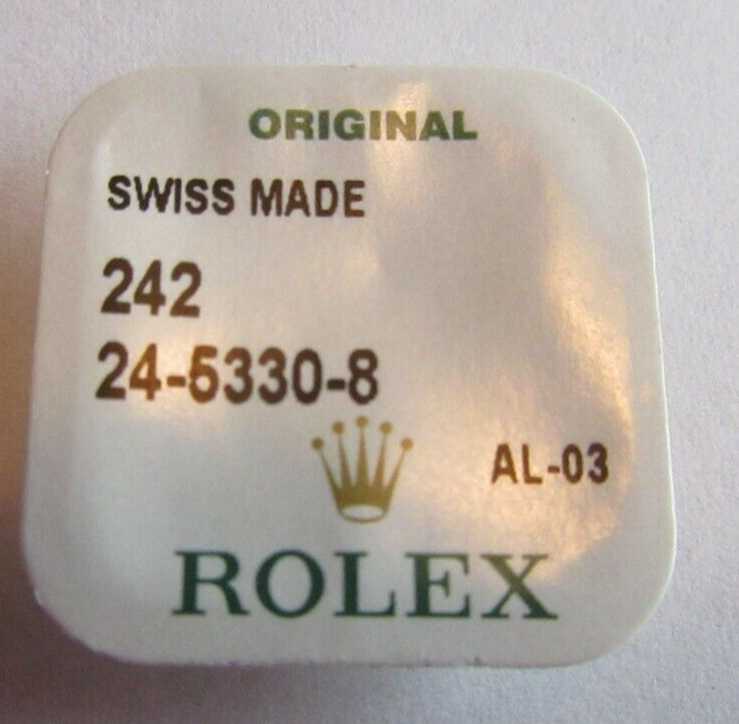 ORIGINAL
SWISS MADE
242
24-5330-8
AL-03
ROLEX